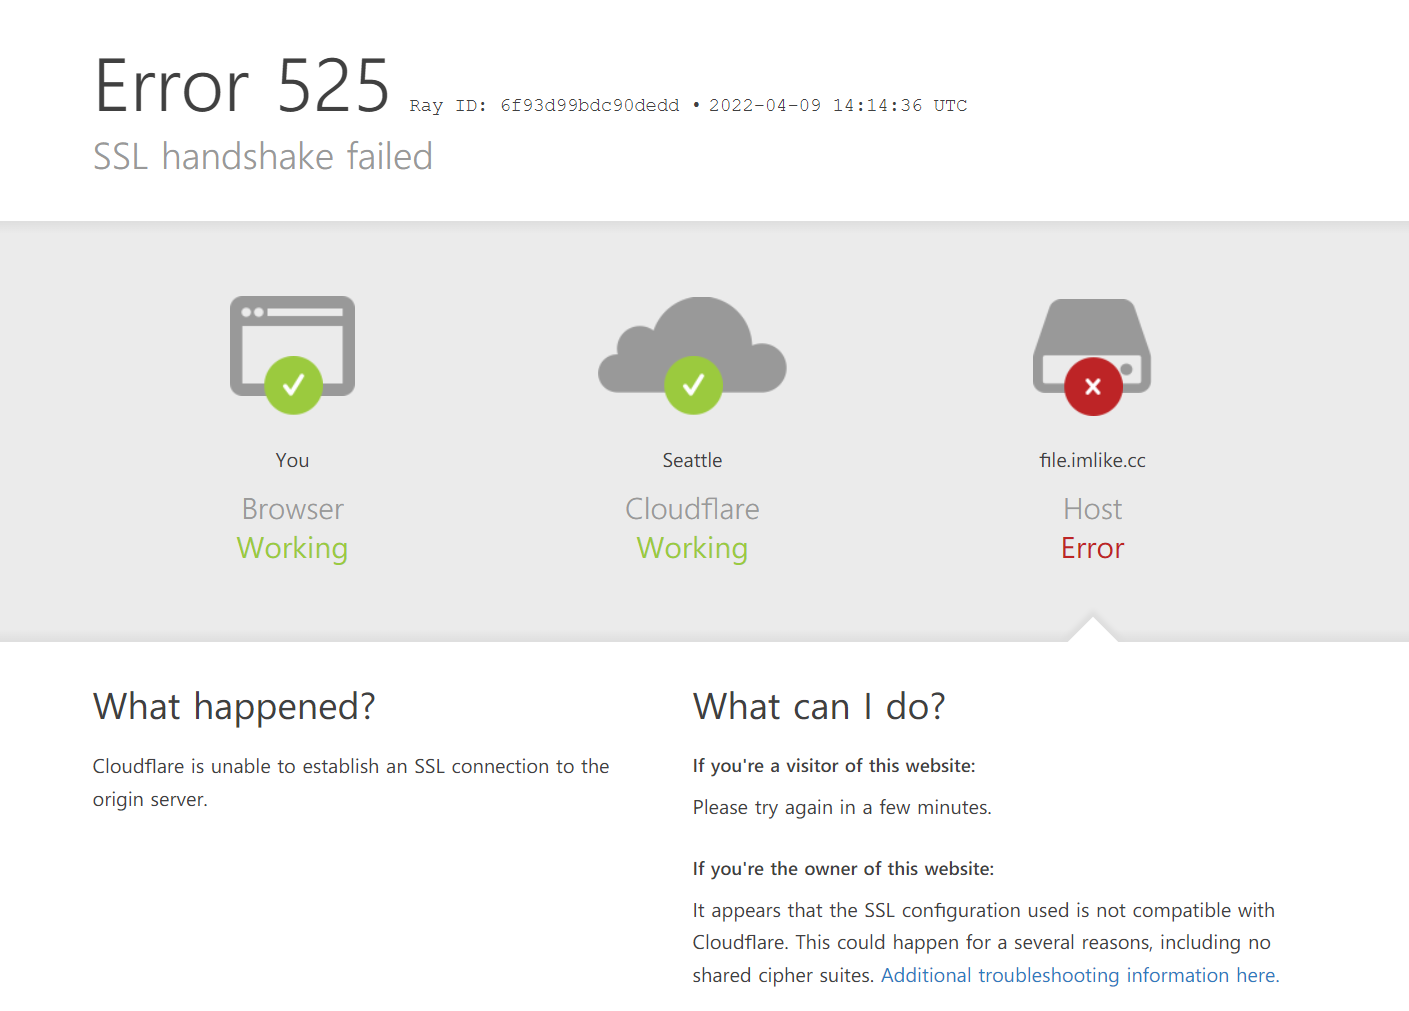 Error 525 Ray ID: 6f93d99bdc90dedd • 2022-04-09 14:14:36 UTC
SSL handshake failed
You
Browser
Working
Seattle
Cloudflare
Working
file.imlike.cc
Host
Error
What happened?
Cloudflare is unable to establish an SSL connection to the
origin server.
What can I do?
If you're a visitor of this website:
Please try again in a few minutes.
If you're the owner of this website:
It appears that the SSL configuration used is not compatible with
Cloudflare. This could happen for a several reasons, including no
shared cipher suites. Additional troubleshooting information here.